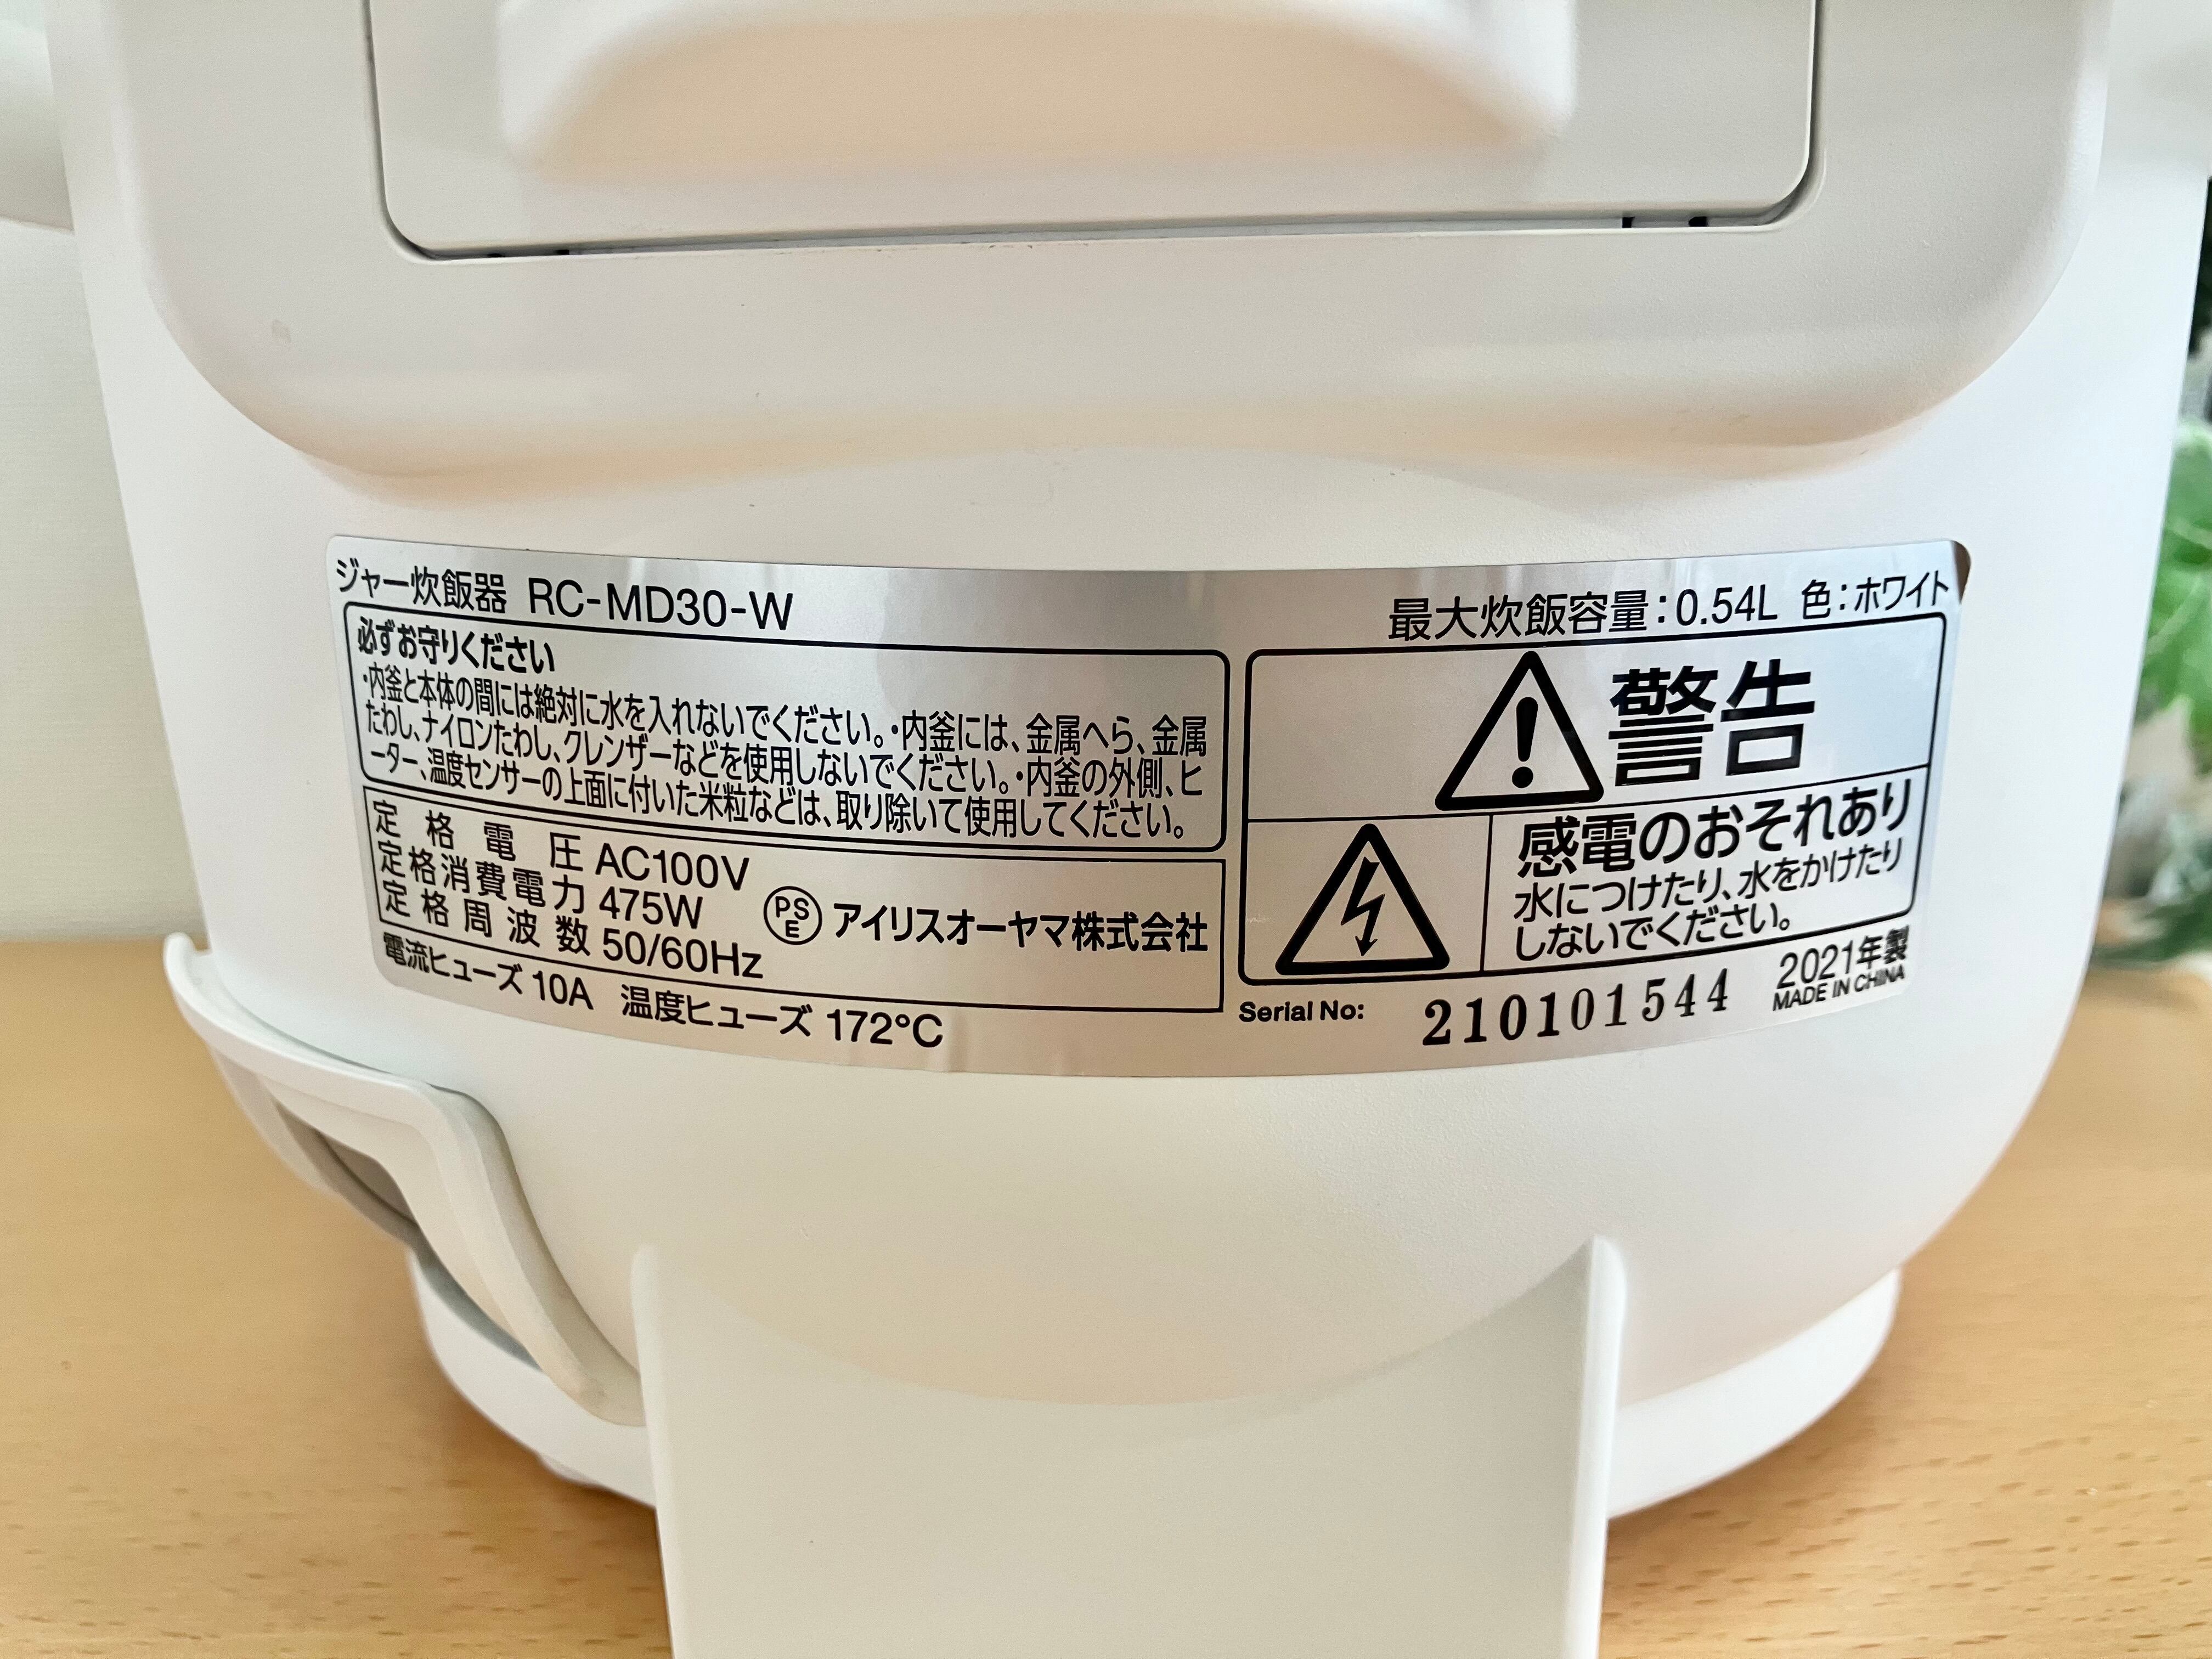 ジャー炊飯器 RC-MD30-W
必ずお守りください
・内釜と本体の間には絶対に水を入れないでください。・内釜には、金属へら、金属
たわし、ナイロンたわし、クレンザーなどを使用しないでください。・内釜の外側、ヒ
ーター、温度センサーの上面に付いた米粒などは、取り除いて使用してください。
定格電圧 AC100V
定格消費電力 475W
定格周波数 50/60Hz
PSE アイリスオーヤマ株式会社
電流ヒューズ 10A 温度ヒューズ 172℃
最大炊飯容量：0.54L 色：ホワイト
警告
感電のおそれあり
水につけたり、水をかけたり
しないでください。
Serial No: 210101544
2021年製
MADE IN CHINA